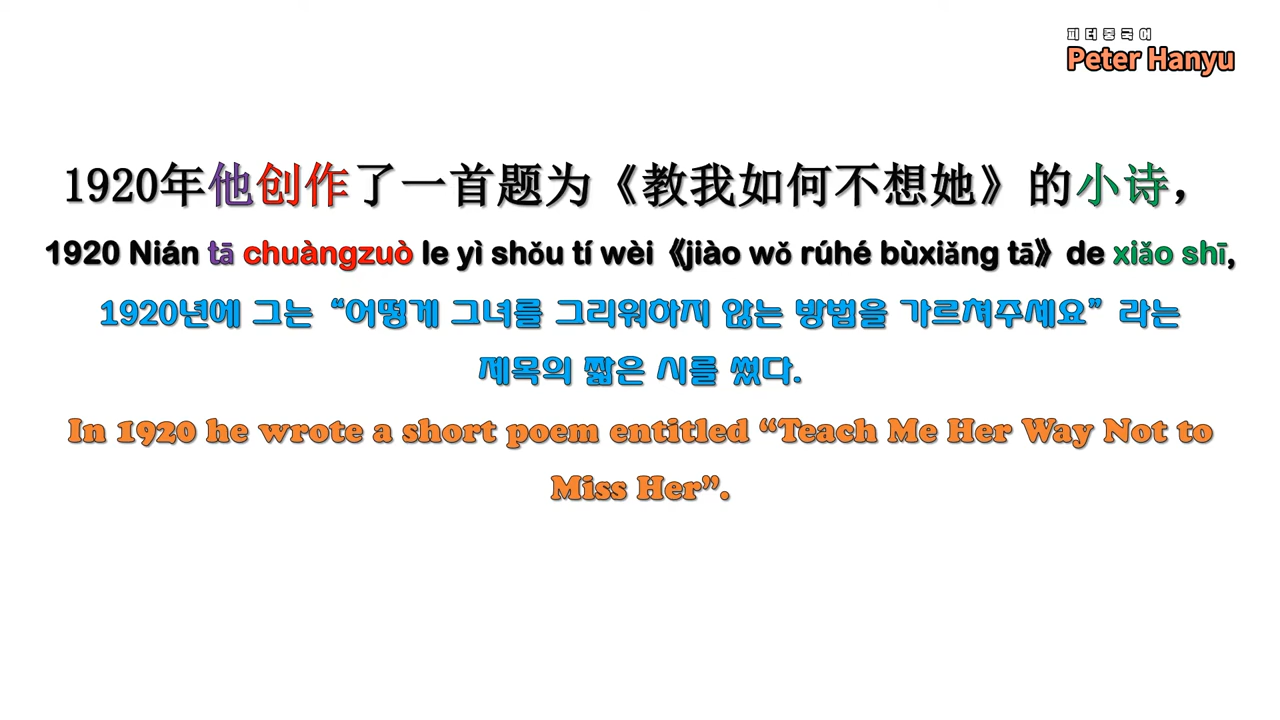 피터중국어
Peter Hanyu
1920年他创作了一首题为《教我如何不想她》的小诗，
1920 Nián tā chuàngzuò le yì shǒu tí wèi《jiào wǒ rúhé bùxiǎng tā》de xiǎo shī,
1920년에 그는 “어떻게 그녀를 그리워하지 않는 방법을 가르쳐주세요” 라는
제목의 짧은 시를 썼다.
In 1920 he wrote a short poem entitled “Teach Me Her Way Not to
Miss Her”.